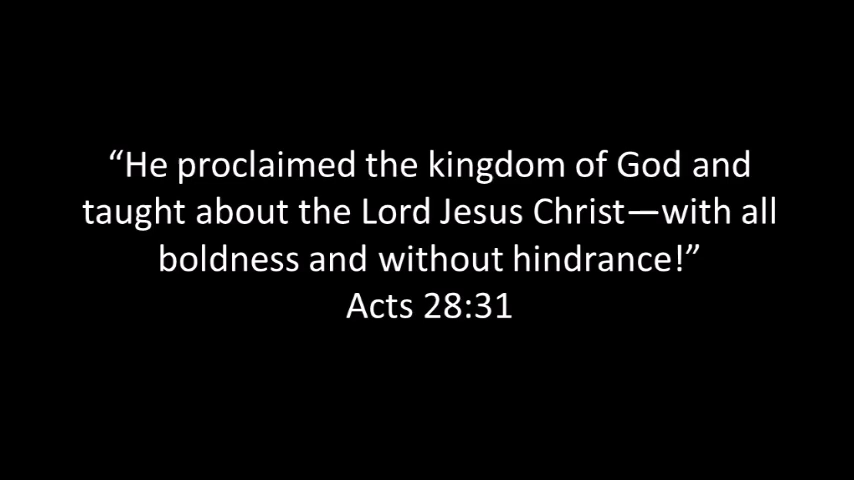 “He proclaimed the kingdom of God and
taught about the Lord Jesus Christ—with all
boldness and without hindrance!”
Acts 28:31